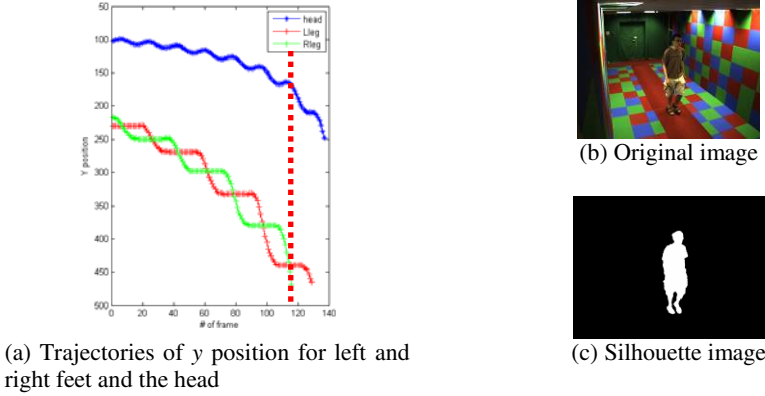 50
100
150
200
250
300
350
400
450
500
Y position
0
20
40
60
80
100
120
140
# of frame
head
Lleg
Rleg
(a) Trajectories of y position for left and
right feet and the head
(b) Original image
(c) Silhouette image